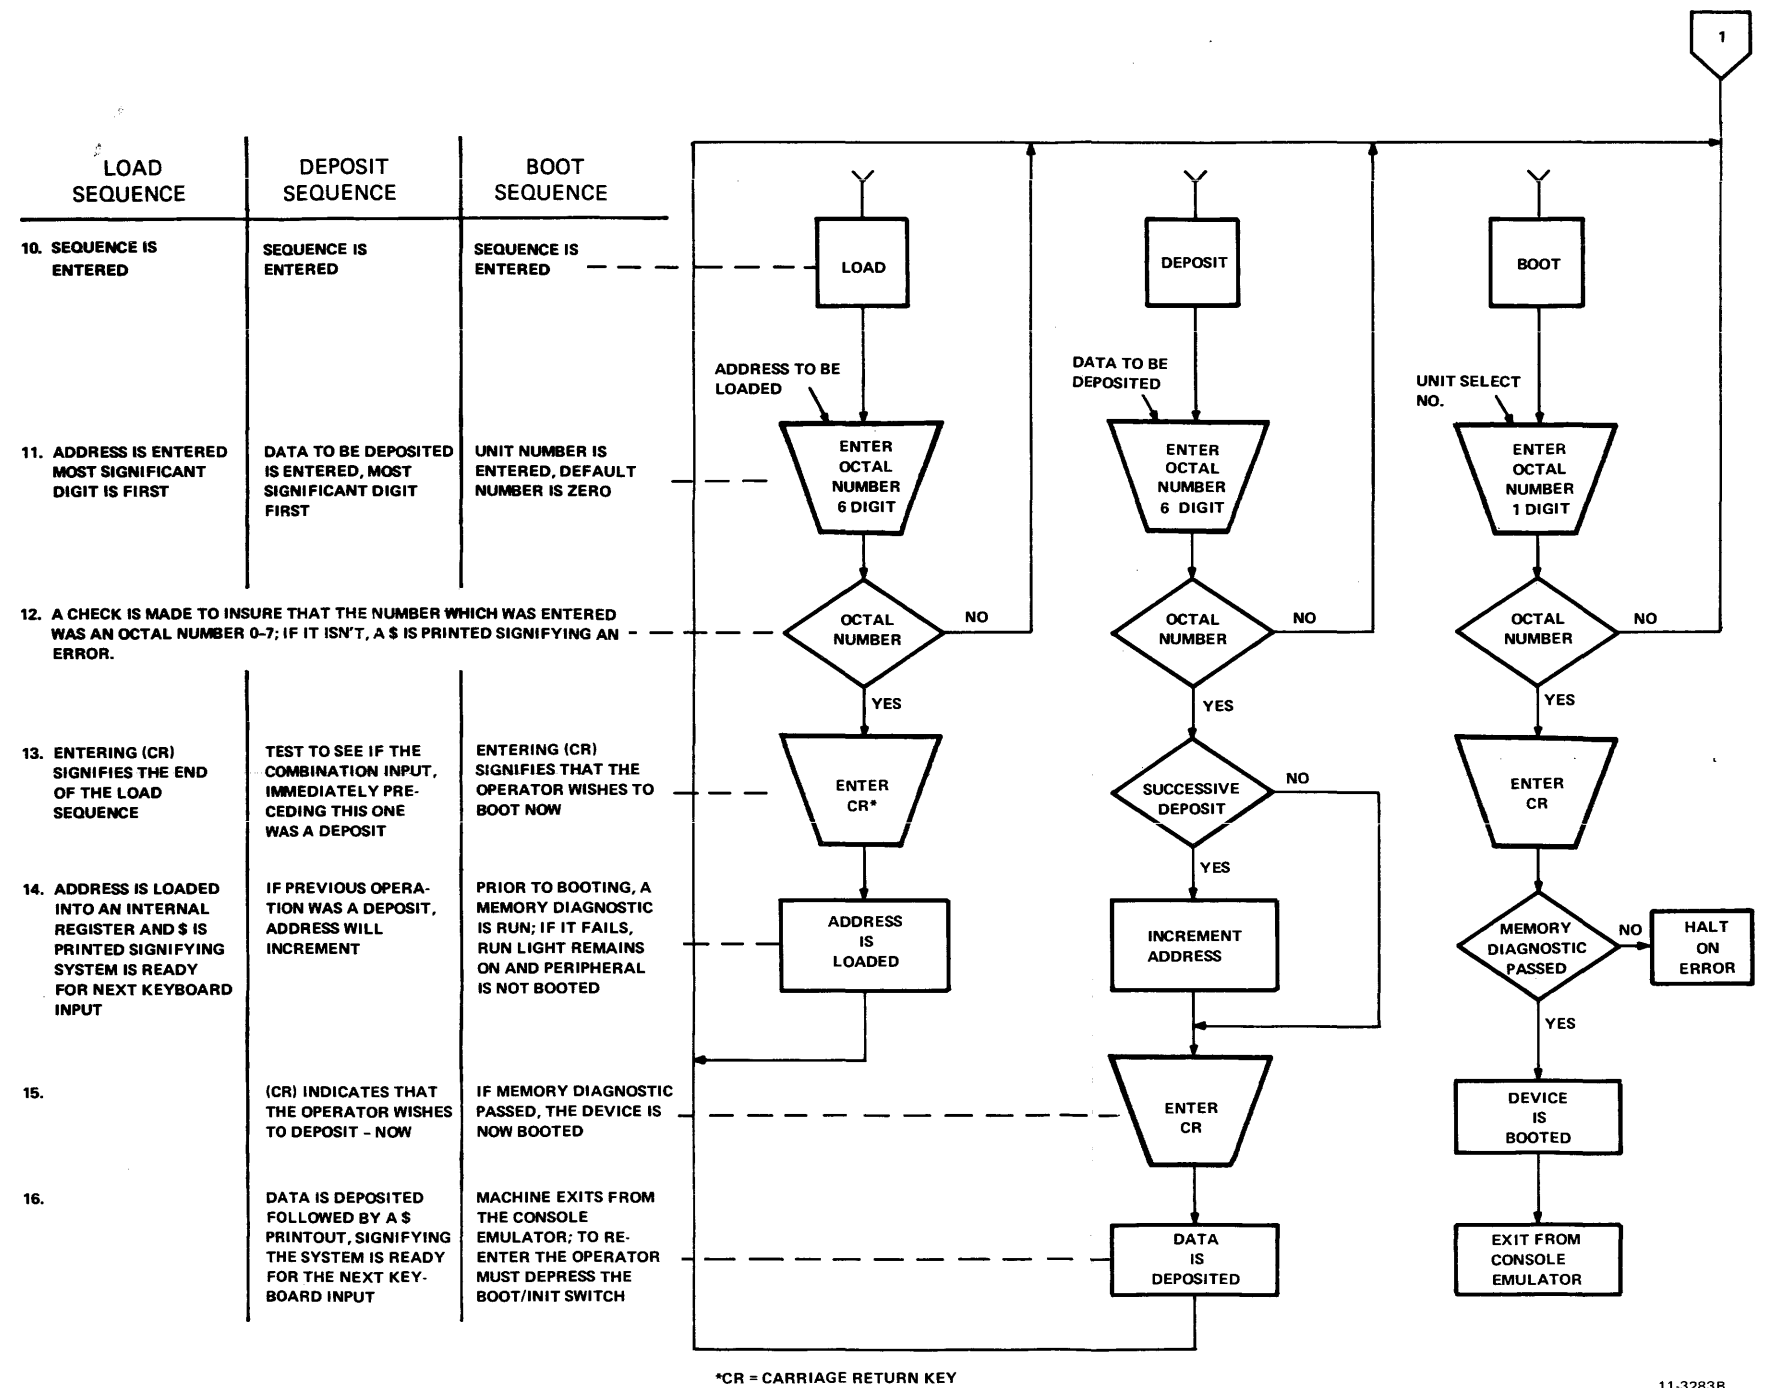 1
LOAD
SEQUENCE
DEPOSIT
SEQUENCE
BOOT
SEQUENCE
10. SEQUENCE IS
ENTERED
SEQUENCE IS
ENTERED
SEQUENCE IS
ENTERED
LOAD
DEPOSIT
BOOT
ADDRESS TO BE
LOADED
DATA TO BE
DEPOSITED
UNIT SELECT
NO.
11. ADDRESS IS ENTERED
MOST SIGNIFICANT
DIGIT IS FIRST
DATA TO BE DEPOSITED
IS ENTERED, MOST
SIGNIFICANT DIGIT
FIRST
UNIT NUMBER IS
ENTERED, DEFAULT
NUMBER IS ZERO
ENTER
OCTAL
NUMBER
6 DIGIT
ENTER
OCTAL
NUMBER
6 DIGIT
ENTER
OCTAL
NUMBER
1 DIGIT
12. A CHECK IS MADE TO INSURE THAT THE NUMBER WHICH WAS ENTERED
WAS AN OCTAL NUMBER 0-7; IF IT ISN'T, A $ IS PRINTED SIGNIFYING AN
ERROR.
OCTAL
NUMBER
NO
YES
OCTAL
NUMBER
NO
YES
OCTAL
NUMBER
NO
YES
13. ENTERING (CR)
SIGNIFIES THE END
OF THE LOAD
SEQUENCE
TEST TO SEE IF THE
COMBINATION INPUT,
IMMEDIATELY PRE-
CEDING THIS ONE
WAS A DEPOSIT
ENTERING (CR)
SIGNIFIES THAT THE
OPERATOR WISHES TO
BOOT NOW
ENTER
CR*
SUCCESSIVE
DEPOSIT
NO
YES
ENTER
CR
14. ADDRESS IS LOADED
INTO AN INTERNAL
REGISTER AND $ IS
PRINTED SIGNIFYING
SYSTEM IS READY
FOR NEXT KEYBOARD
INPUT
IF PREVIOUS OPERA-
TION WAS A DEPOSIT,
ADDRESS WILL
INCREMENT
PRIOR TO BOOTING, A
MEMORY DIAGNOSTIC
IS RUN; IF IT FAILS,
RUN LIGHT REMAINS
ON AND PERIPHERAL
IS NOT BOOTED
ADDRESS
IS
LOADED
INCREMENT
ADDRESS
MEMORY
DIAGNOSTIC
PASSED
NO
HALT
ON
ERROR
YES
15.
(CR) INDICATES THAT
THE OPERATOR WISHES
TO DEPOSIT - NOW
IF MEMORY DIAGNOSTIC
PASSED, THE DEVICE IS
NOW BOOTED
ENTER
CR
DEVICE
IS
BOOTED
16.
DATA IS DEPOSITED
FOLLOWED BY A $
PRINTOUT, SIGNIFYING
THE SYSTEM IS READY
FOR THE NEXT KEY-
BOARD INPUT
MACHINE EXITS FROM
THE CONSOLE
EMULATOR; TO RE-
ENTER THE OPERATOR
MUST DEPRESS THE
BOOT/INIT SWITCH
DATA
IS
DEPOSITED
EXIT FROM
CONSOLE
EMULATOR
*CR = CARRIAGE RETURN KEY
11-3283B